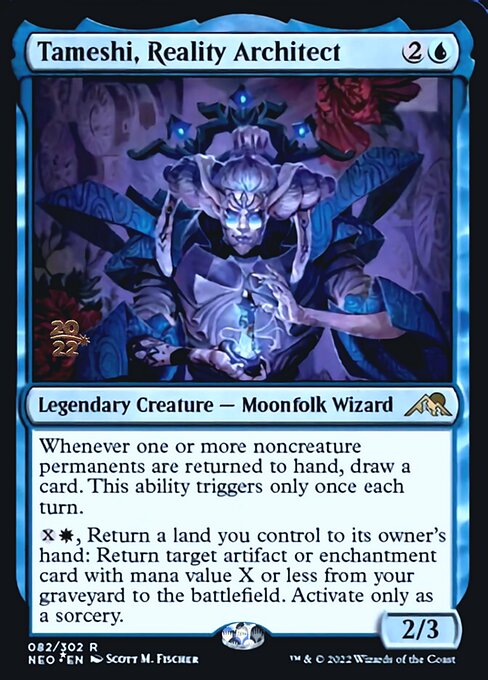 Tameshi, Reality Architect 2
20
22
Legendary Creature — Moonfolk Wizard
Whenever one or more noncreature
permanents are returned to hand, draw a
card. This ability triggers only once each
turn.
X, Return a land you control to its owner's
hand: Return target artifact or enchantment
card with mana value X or less from your
graveyard to the battlefield. Activate only as
a sorcery.
2/3
082/302 R
NEO EN Scott M. Fischer
™ & © 2022 Wizards of the Coast